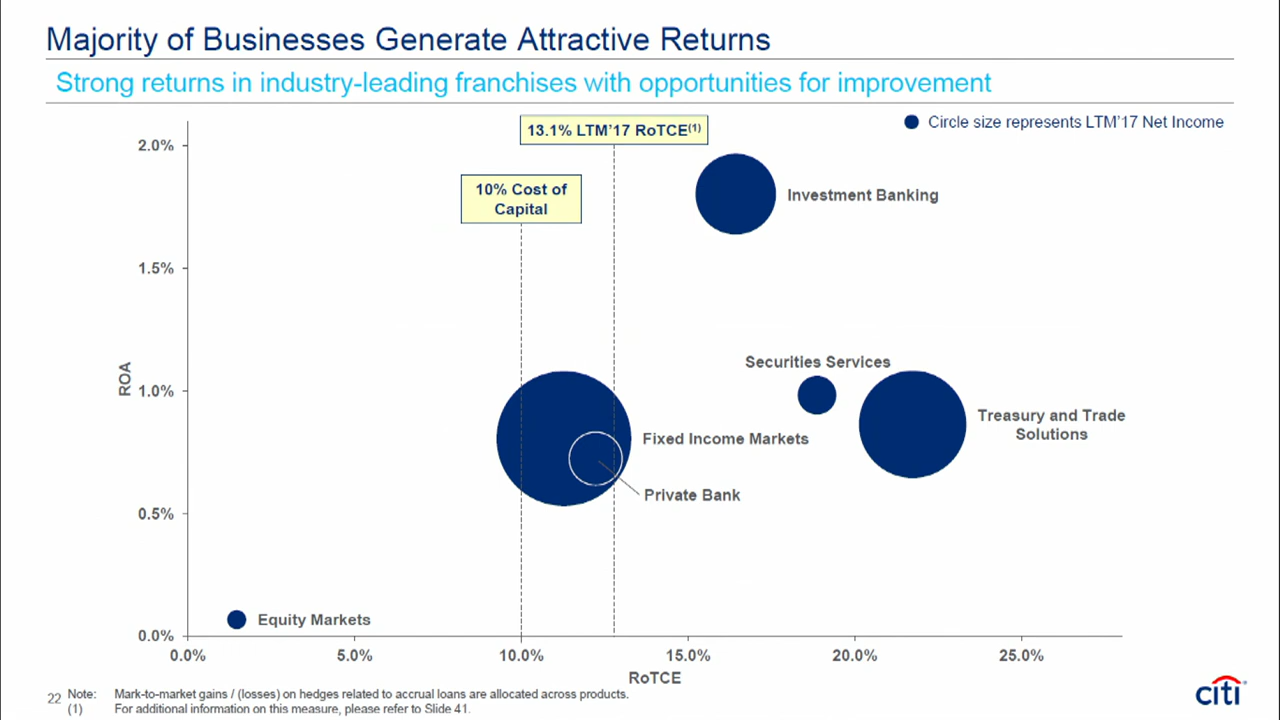 Majority of Businesses Generate Attractive Returns
Strong returns in industry-leading franchises with opportunities for improvement
13.1% LTM'17 RoTCE(1)
Circle size represents LTM'17 Net Income
10% Cost of
Capital
2.0%
1.5%
1.0%
0.5%
0.0%
ROA
Investment Banking
Securities Services
Treasury and Trade
Solutions
Fixed Income Markets
Private Bank
Equity Markets
0.0%
5.0%
10.0%
15.0%
20.0%
25.0%
RoTCE
22
Note: Mark-to-market gains / (losses) on hedges related to accrual loans are allocated across products.
(1) For additional information on this measure, please refer to Slide 41.
citi